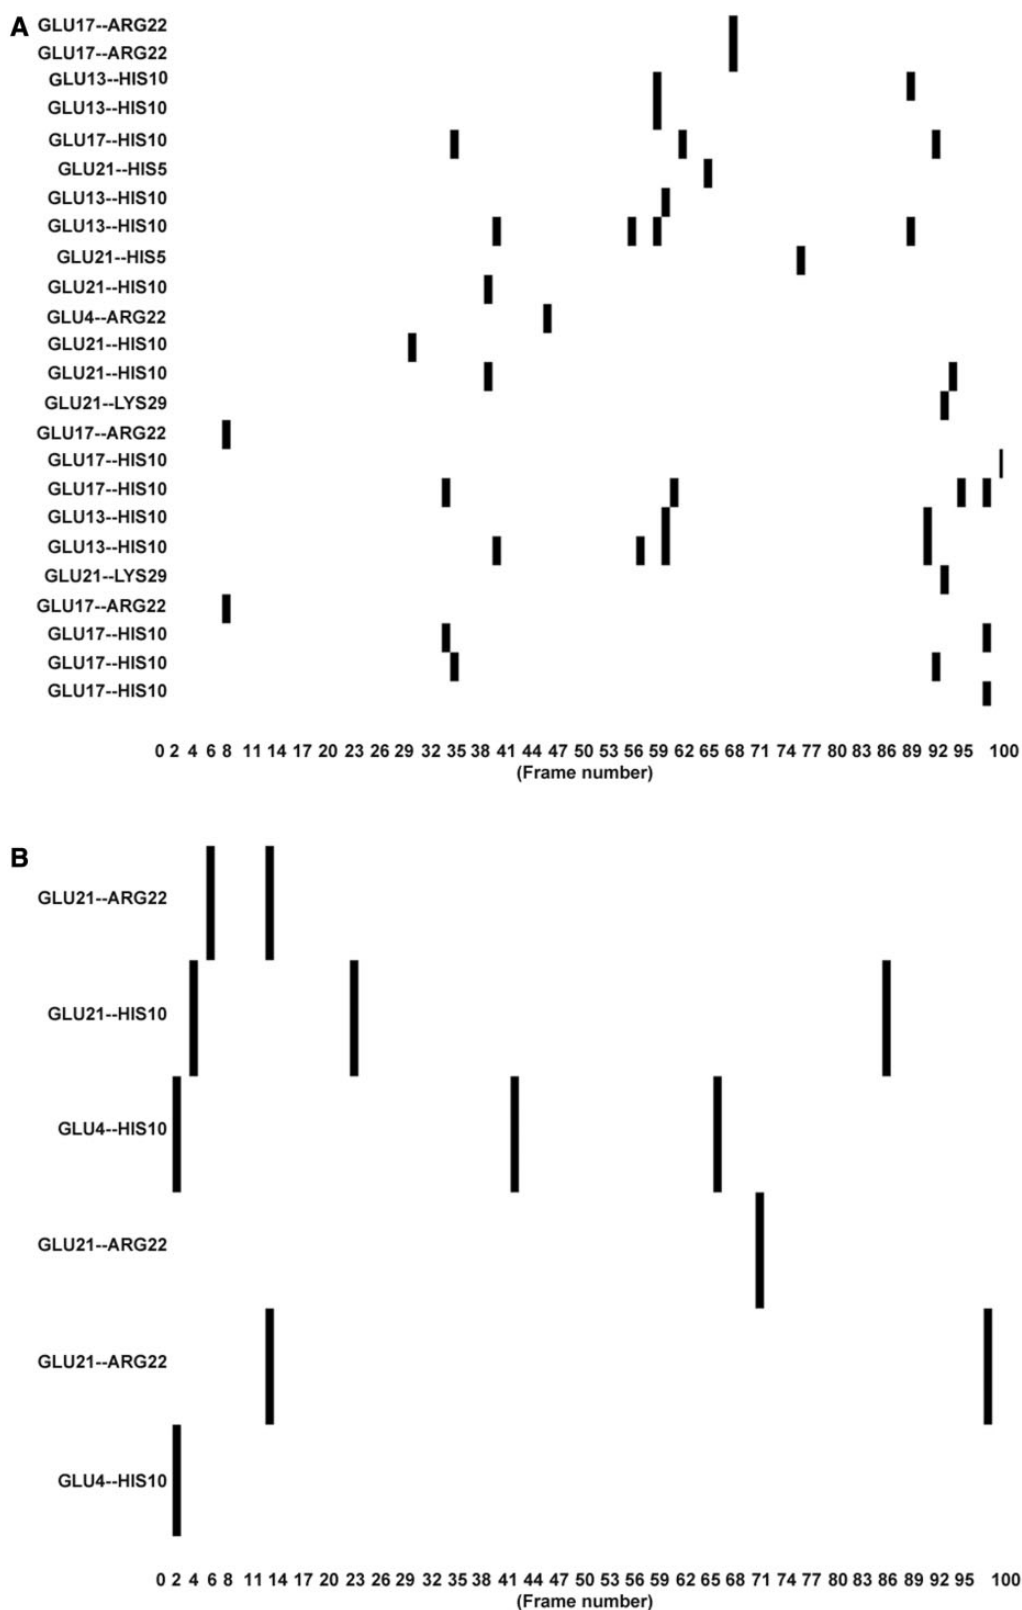 A
GLU17--ARG22
GLU17--ARG22
GLU13--HIS10
GLU13--HIS10
GLU17--HIS10
GLU21--HIS5
GLU13--HIS10
GLU13--HIS10
GLU21--HIS5
GLU21--HIS10
GLU4--ARG22
GLU21--HIS10
GLU21--HIS10
GLU21--LYS29
GLU17--ARG22
GLU17--HIS10
GLU17--HIS10
GLU13--HIS10
GLU13--HIS10
GLU21--LYS29
GLU17--ARG22
GLU17--HIS10
GLU17--HIS10
GLU17--HIS10
0 2 4 6 8 11 14 17 20 23 26 29 32 35 38 41 44 47 50 53 56 59 62 65 68 71 74 77 80 83 86 89 92 95 100
(Frame number)
B
GLU21--ARG22
GLU21--HIS10
GLU4--HIS10
GLU21--ARG22
GLU21--ARG22
GLU4--HIS10
0 2 4 6 8 11 14 17 20 23 26 29 32 35 38 41 44 47 50 53 56 59 62 65 68 71 74 77 80 83 86 89 92 95 100
(Frame number)